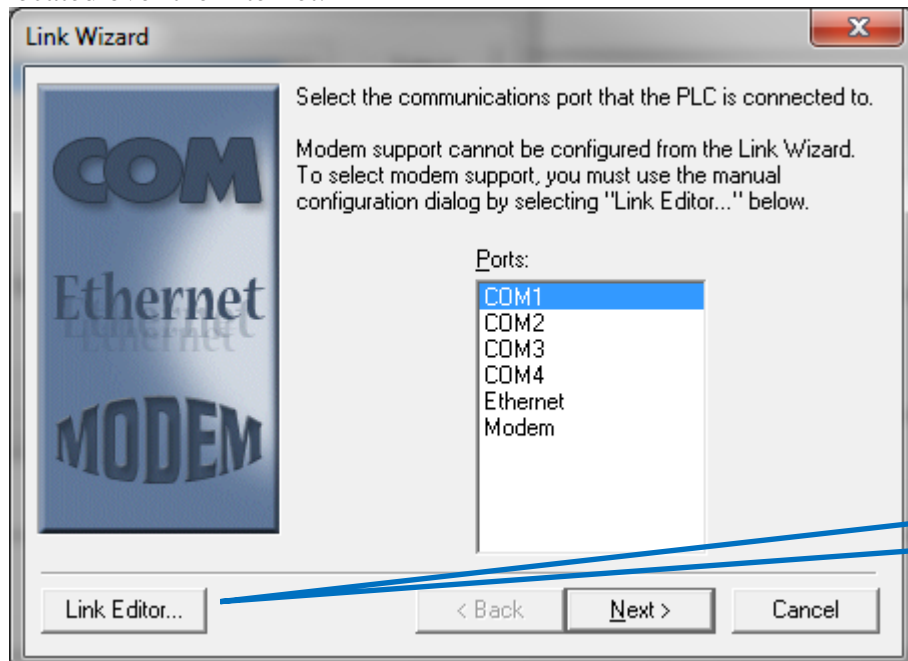 Link Wizard
COM
Ethernet
MODEM
Select the communications port that the PLC is connected to.
Modem support cannot be configured from the Link Wizard.
To select modem support, you must use the manual
configuration dialog by selecting "Link Editor..." below.
Ports:
COM1
COM2
COM3
COM4
Ethernet
Modem
Link Editor...
< Back
Next >
Cancel